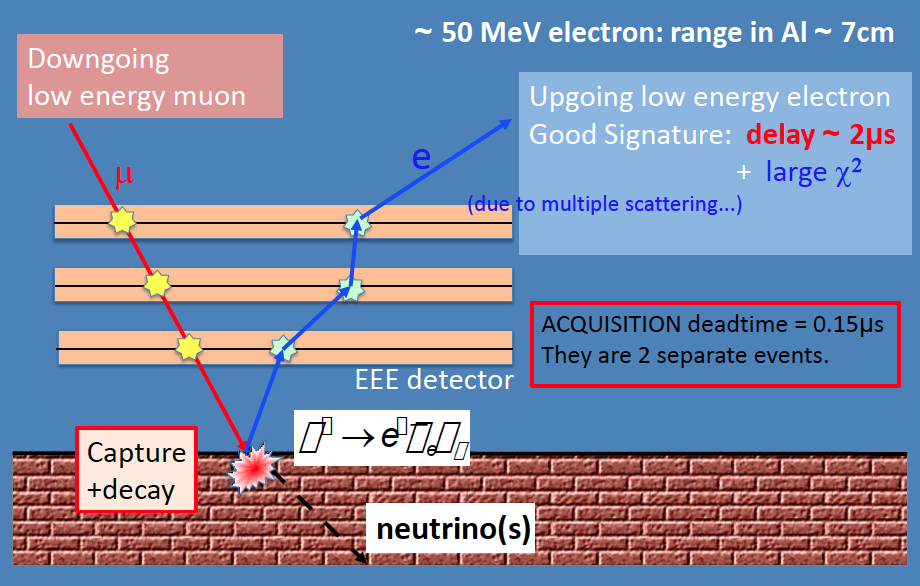 ~ 50 MeV electron: range in Al ~ 7cm
Downgoing
low energy muon
Upgoing low energy electron
Good Signature: delay ~ 2μs
+ large χ²
(due to multiple scattering...)
μ
e
ACQUISITION deadtime = 0.15μs
They are 2 separate events.
EEE detector
→ e
e
Capture
+decay
neutrino(s)